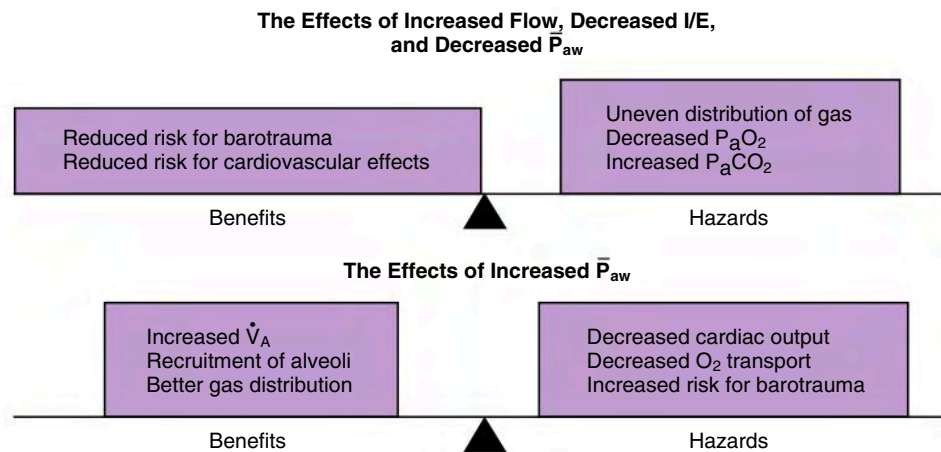 The Effects of Increased Flow, Decreased I/E,
and Decreased P̄aw
Reduced risk for barotrauma
Reduced risk for cardiovascular effects
Uneven distribution of gas
Decreased PaO2
Increased PaCO2
Benefits
Hazards
The Effects of Increased P̄aw
Increased V̇A
Recruitment of alveoli
Better gas distribution
Decreased cardiac output
Decreased O2 transport
Increased risk for barotrauma
Benefits
Hazards